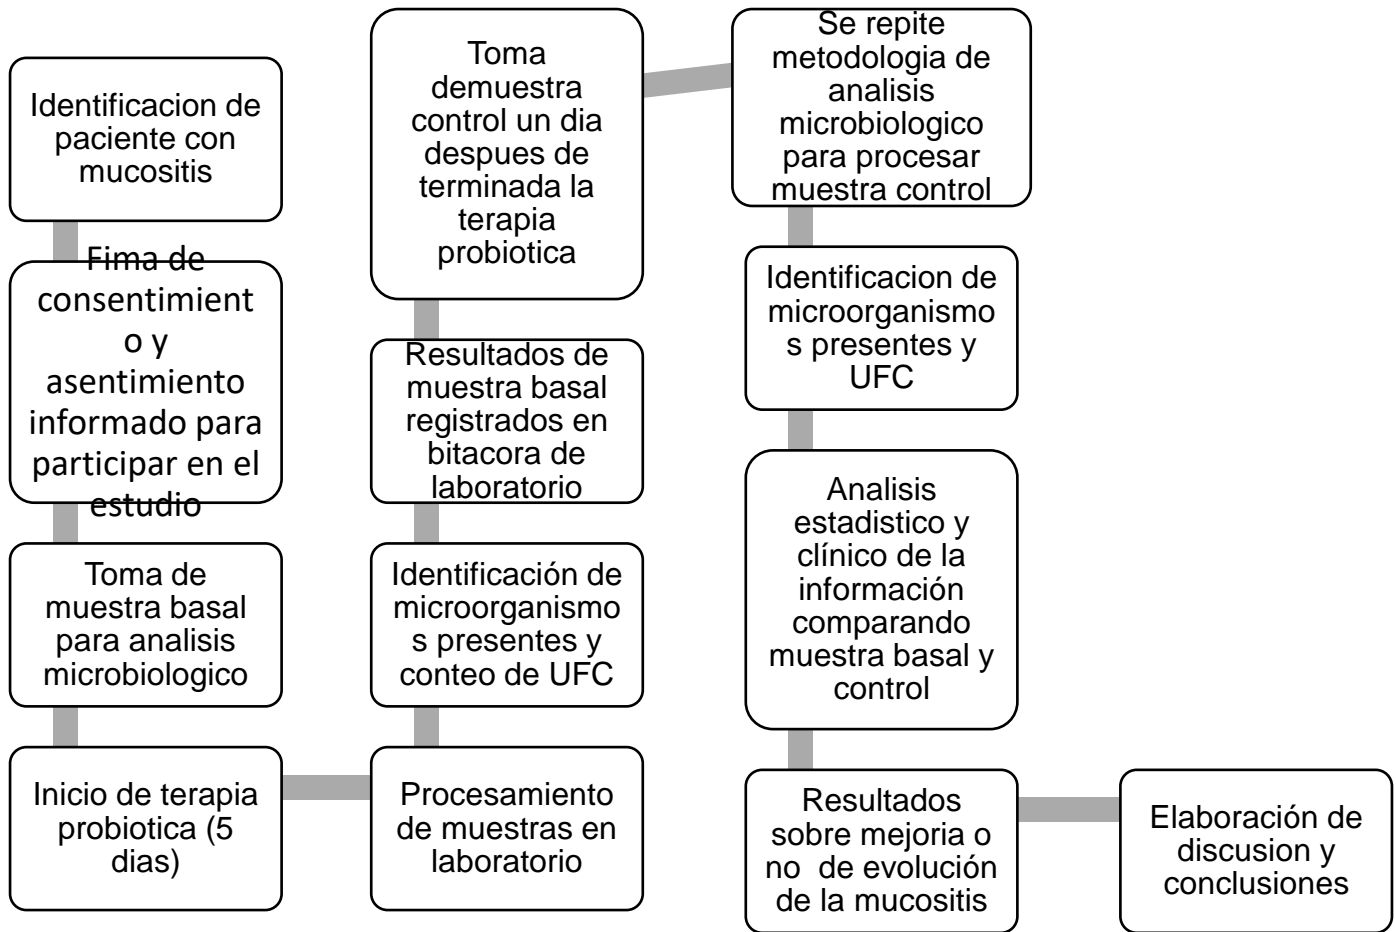 Identificacion de
paciente con
mucositis
Fima de
consentimient
o y
asentimiento
informado para
participar en el
estudio
Toma de
muestra basal
para analisis
microbiologico
Inicio de terapia
probiotica (5
dias)
Procesamiento
de muestras en
laboratorio
Identificación de
microorganismo
s presentes y
conteo de UFC
Resultados de
muestra basal
registrados en
bitacora de
laboratorio
Toma
demuestra
control un dia
despues de
terminada la
terapia
probiotica
Se repite
metodologia de
analisis
microbiologico
para procesar
muestra control
Identificacion de
microorganismo
s presentes y
UFC
Analisis
estadistico y
clínico de la
información
comparando
muestra basal y
control
Resultados
sobre mejoria o
no  de evolución
de la mucositis
Elaboración de
discusion y
conclusiones